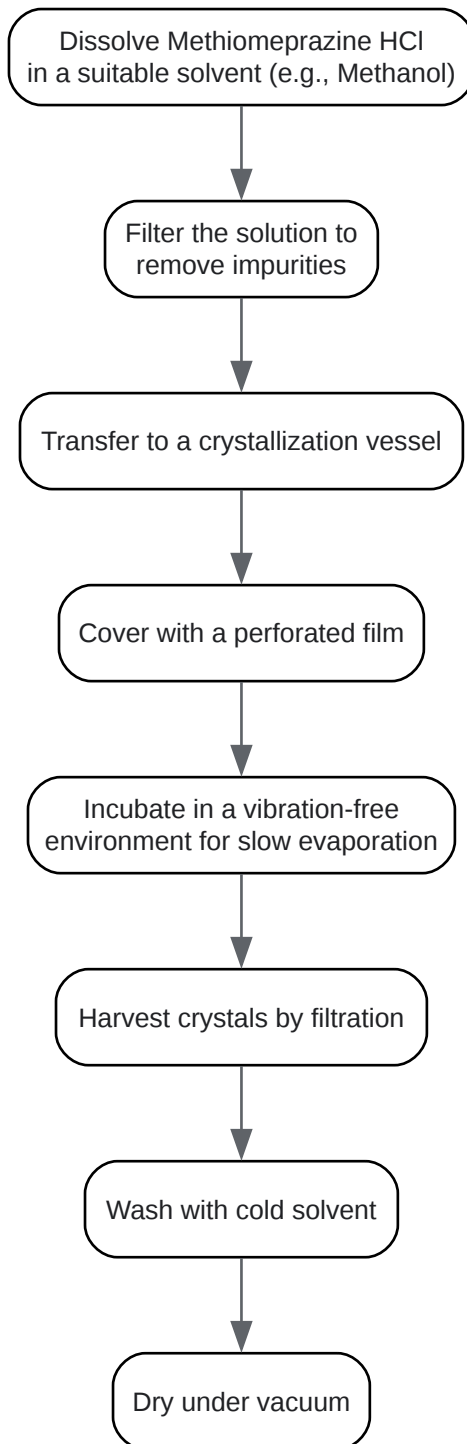 Dissolve Methiomeprazine HCl
in a suitable solvent (e.g., Methanol)
Filter the solution to
remove impurities
Transfer to a crystallization vessel
Cover with a perforated film
Incubate in a vibration-free
environment for slow evaporation
Harvest crystals by filtration
Wash with cold solvent
Dry under vacuum